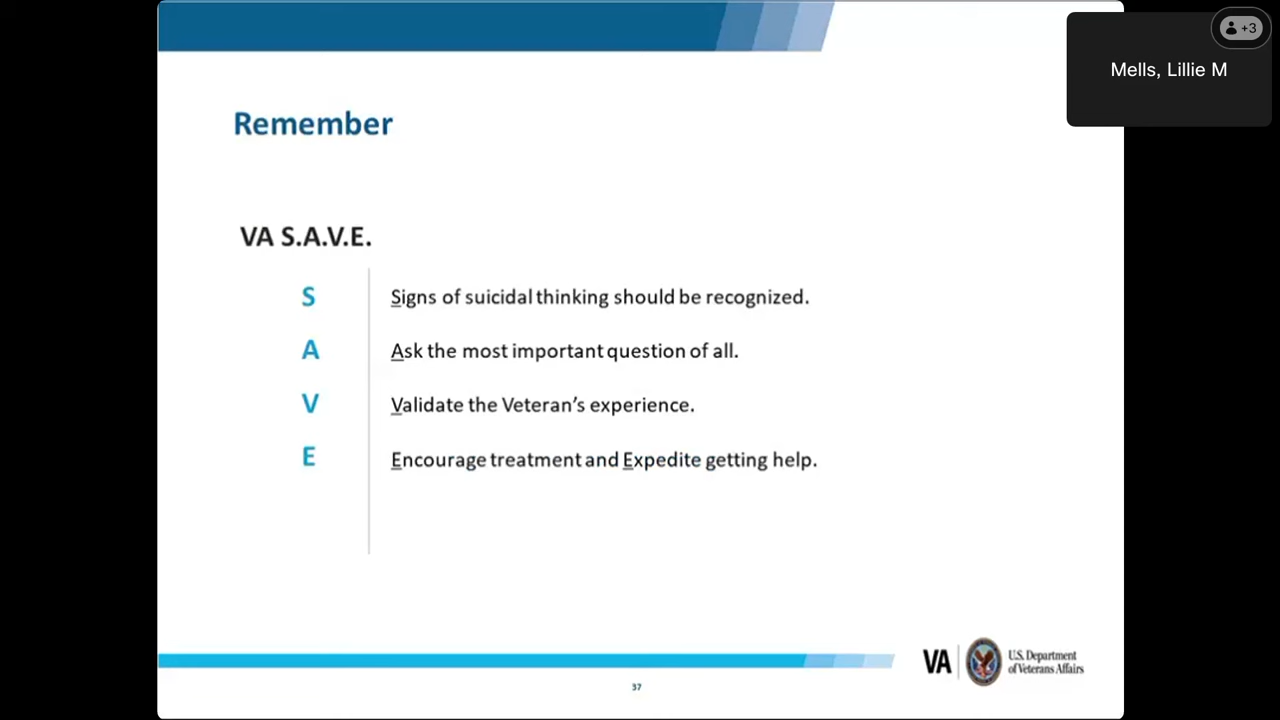 +3
Mells, Lillie M
Remember
VA S.A.V.E.
S Signs of suicidal thinking should be recognized.
A Ask the most important question of all.
V Validate the Veteran’s experience.
E Encourage treatment and Expedite getting help.
VA
U.S. Department
of Veterans Affairs
37